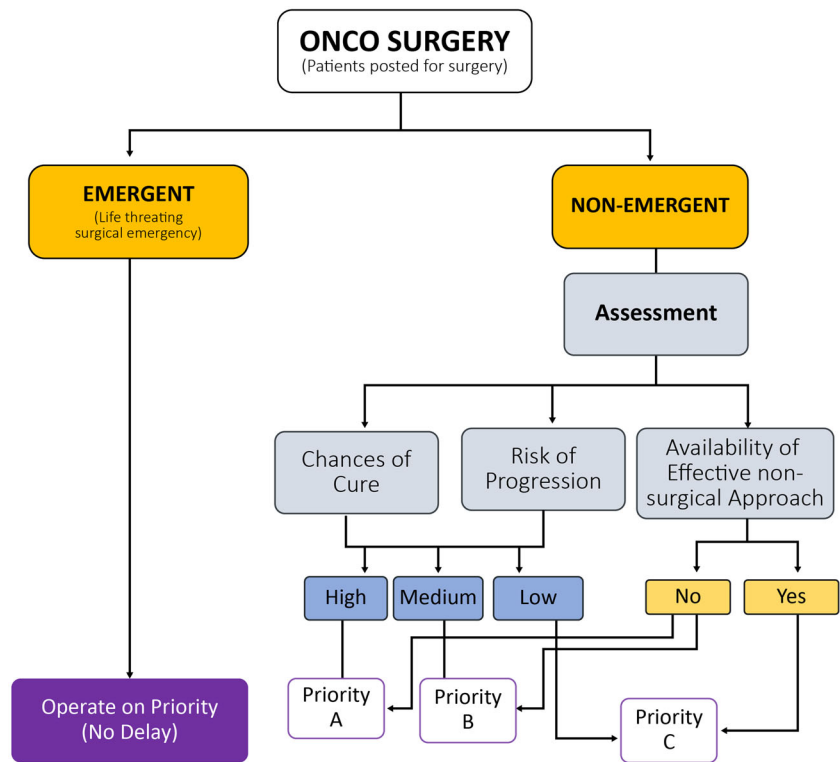 ONCO SURGERY
(Patients posted for surgery)
EMERGENT
(Life threating
surgical emergency)
NON-EMERGENT
Assessment
Chances of
Cure
Risk of
Progression
Availability of
Effective non-
surgical Approach
High
Medium
Low
No
Yes
Operate on Priority
(No Delay)
Priority
A
Priority
B
Priority
C